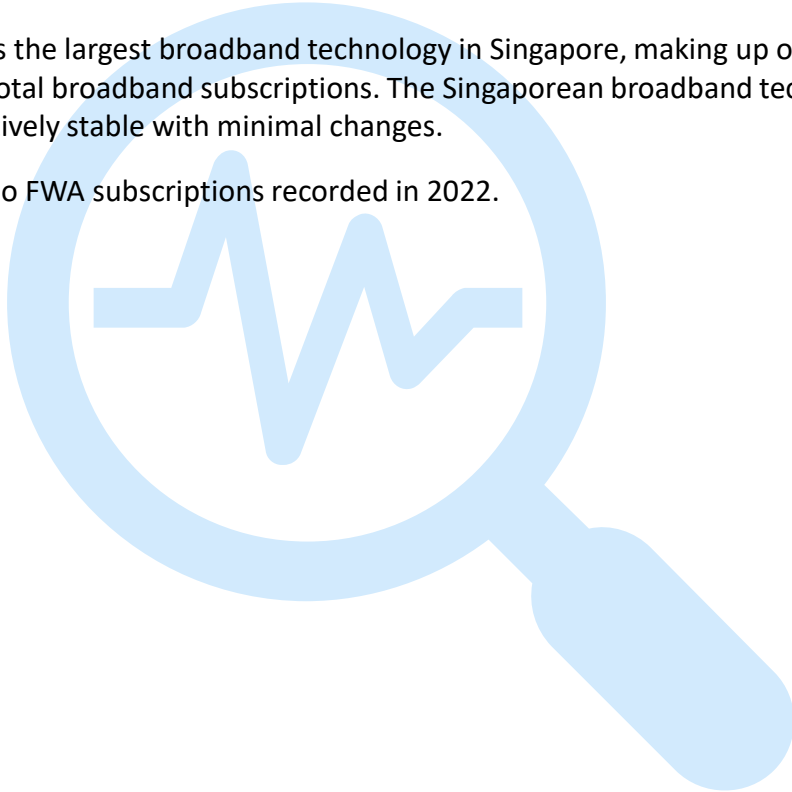 s the largest broadband technology in Singapore, making up o
otal broadband subscriptions. The Singaporean broadband tec
ively stable with minimal changes.
o FWA subscriptions recorded in 2022.